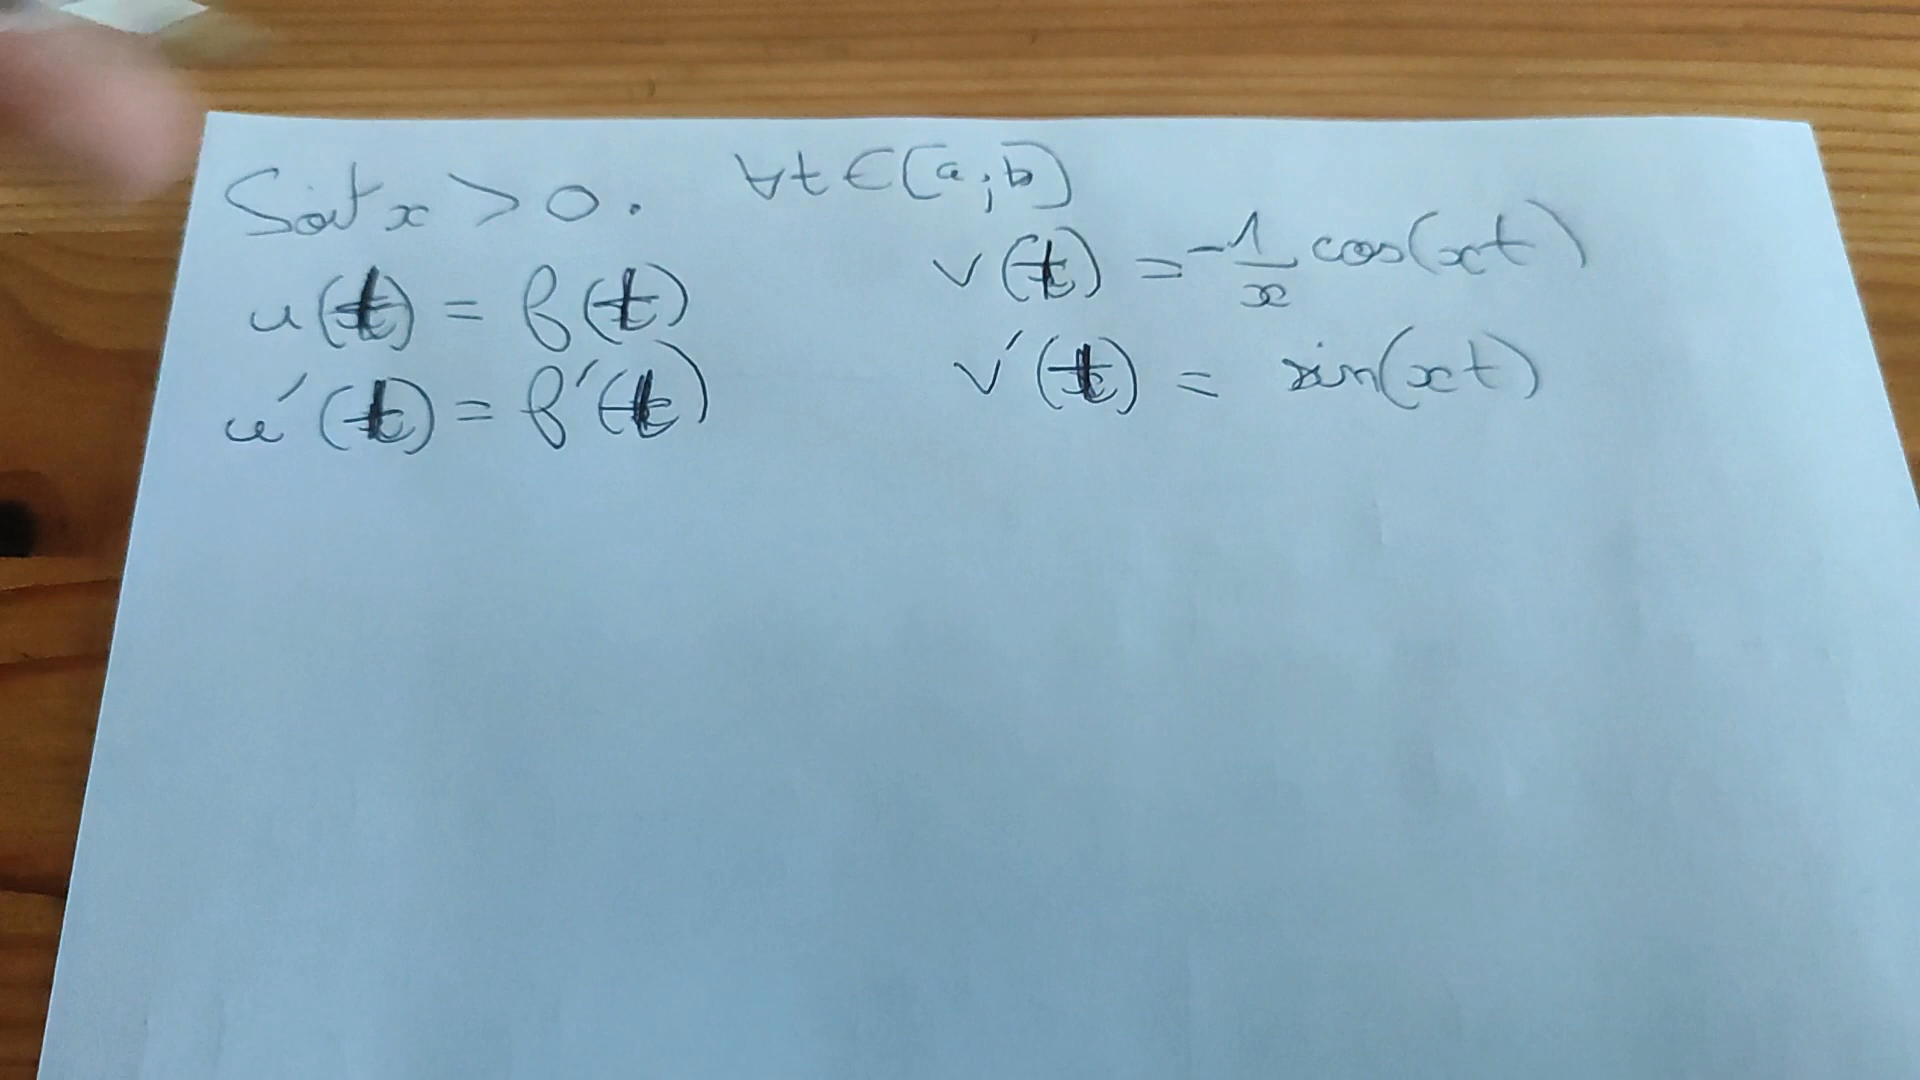 Soit x > 0. ∀t ∈ [a;b]
u(t) = f(t) v(t) = -1/x cos(xt)
u'(t) = f'(t) v'(t) = sin(xt)